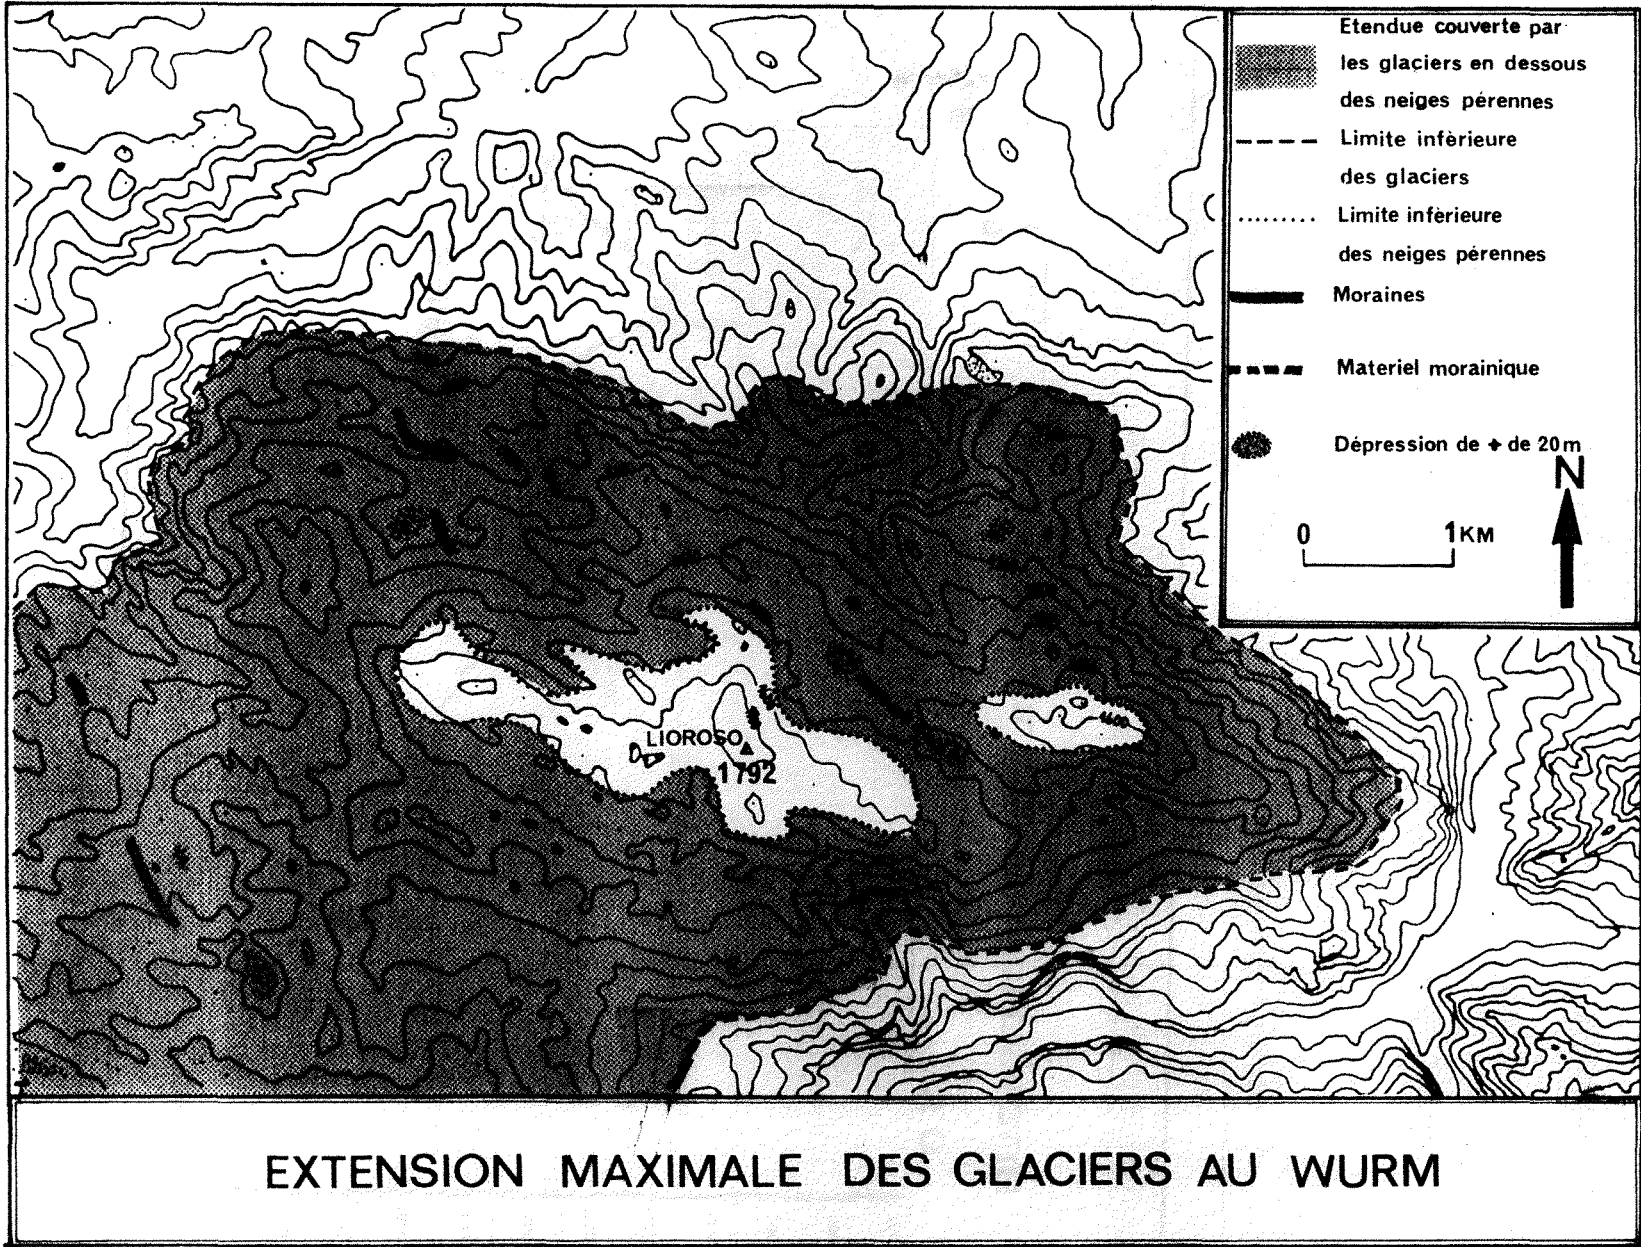 Etendue couverte par
les glaciers en dessous
des neiges pérennes
Limite infèrieure
des glaciers
Limite infèrieure
des neiges pérennes
Moraines
Materiel morainique
Dépression de + de 20m
N
0 1KM
1600
LIOROSO
1792
EXTENSION MAXIMALE DES GLACIERS AU WURM